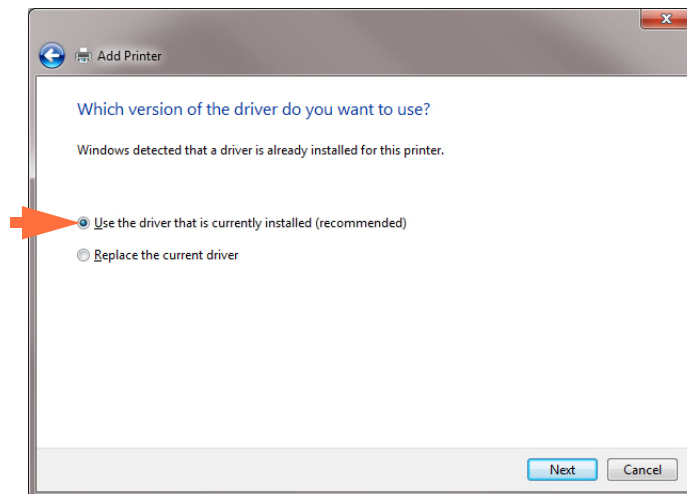 Add Printer
Which version of the driver do you want to use?
Windows detected that a driver is already installed for this printer.
Use the driver that is currently installed (recommended)
Replace the current driver
Next Cancel